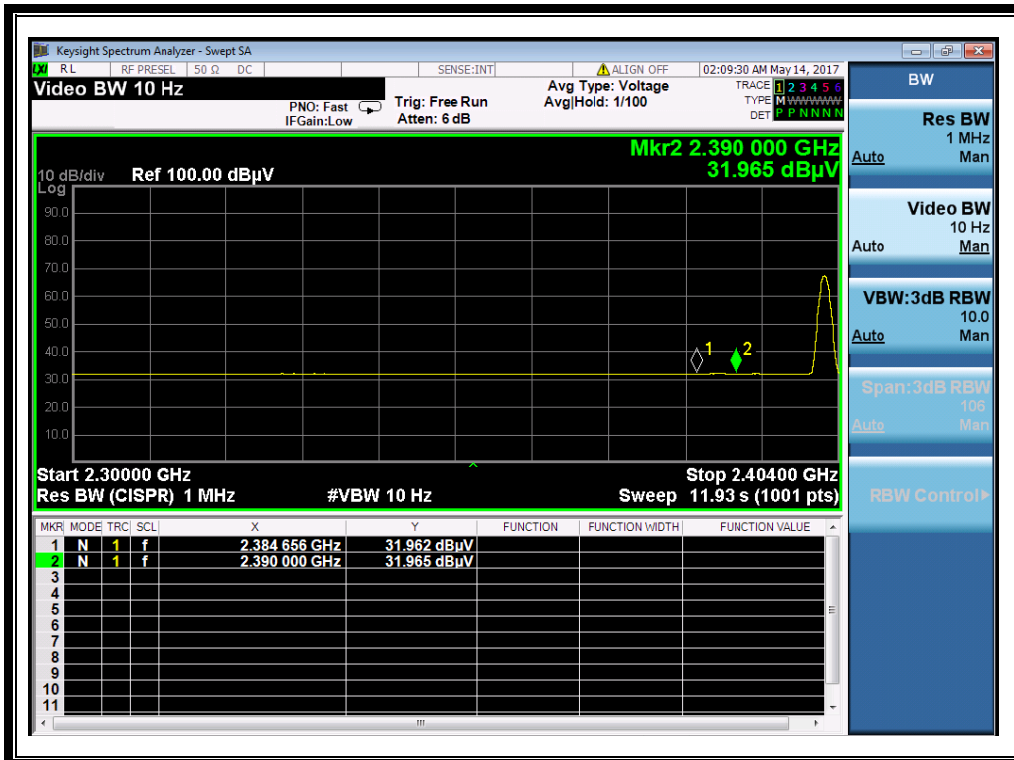 Keysight Spectrum Analyzer - Swept SA
LXI RL RF PRESEL 50 Ω DC SENSE:INT ALIGN OFF 02:09:30 AM May 14, 2017
Video BW 10 Hz
PNO: Fast
IFGain:Low
Trig: Free Run
Atten: 6 dB
Avg Type: Voltage
Avg|Hold: 1/100
TRACE 1 2 3 4 5 6
TYPE M WWWWW
DET P P N N N N
Mkr2 2.390 000 GHz
31.965 dBµV
10 dB/div Ref 100.00 dBµV
Log
90.0
80.0
70.0
60.0
50.0
40.0
30.0
20.0
10.0
1
2
Start 2.30000 GHz Stop 2.40400 GHz
Res BW (CISPR) 1 MHz #VBW 10 Hz Sweep 11.93 s (1001 pts)
MKR MODE TRC SCL X Y FUNCTION FUNCTION WIDTH FUNCTION VALUE
1 N 1 f 2.384 656 GHz 31.962 dBµV
2 N 1 f 2.390 000 GHz 31.965 dBµV
3
4
5
6
7
8
9
10
11
BW
Res BW
1 MHz
Auto Man
Video BW
10 Hz
Auto Man
VBW:3dB RBW
10.0
Auto Man
Span:3dB RBW
106
Auto Man
RBW Control